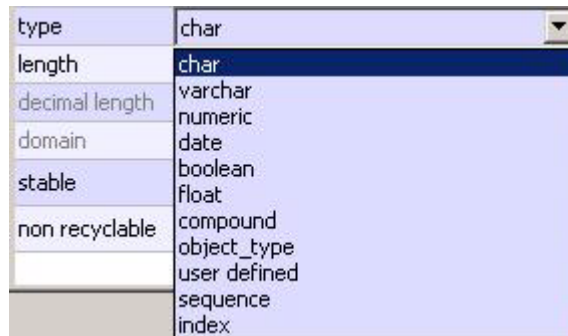 type char
length char
varchar
decimal length
numeric
domain date
boolean
stable
float
compound
non recyclable
object_type
user defined
sequence
index